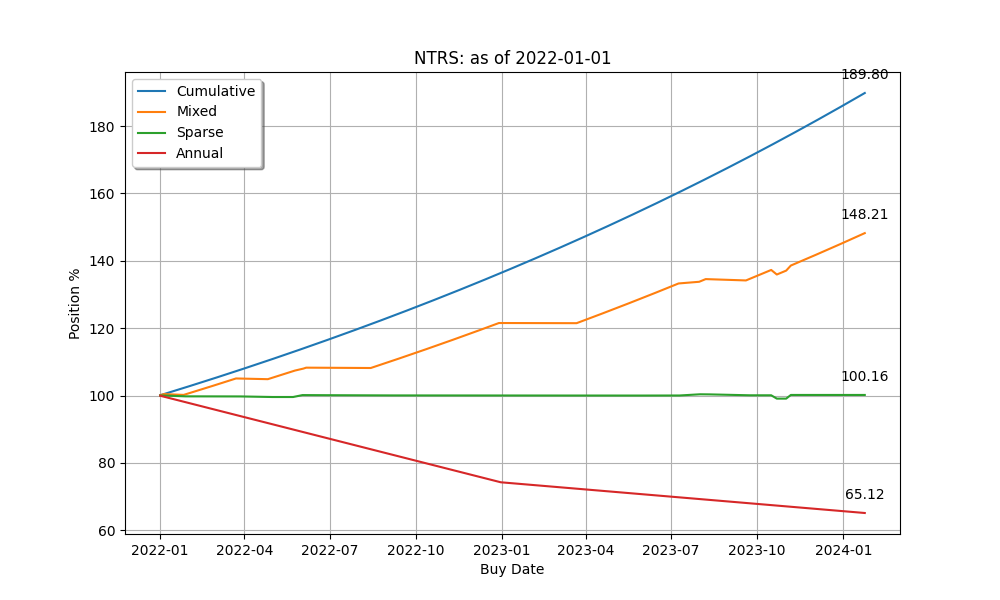 NTRS: as of 2022-01-01
189.80
Cumulative
Mixed
Sparse
Annual
180
160
148.21
140
120
100.16
100
80
65.12
60
Position %
2022-01 2022-04 2022-07 2022-10 2023-01 2023-04 2023-07 2023-10 2024-01
Buy Date